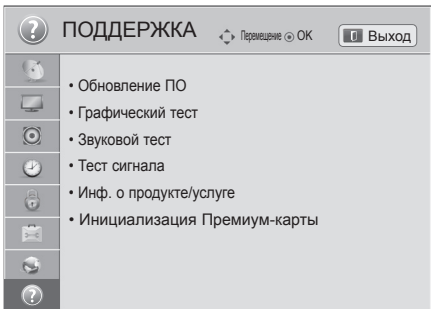 ПОДДЕРЖКА Перемещение OK Выход
• Обновление ПО
• Графический тест
• Звуковой тест
• Тест сигнала
• Инф. о продукте/услуге
• Инициализация Премиум-карты